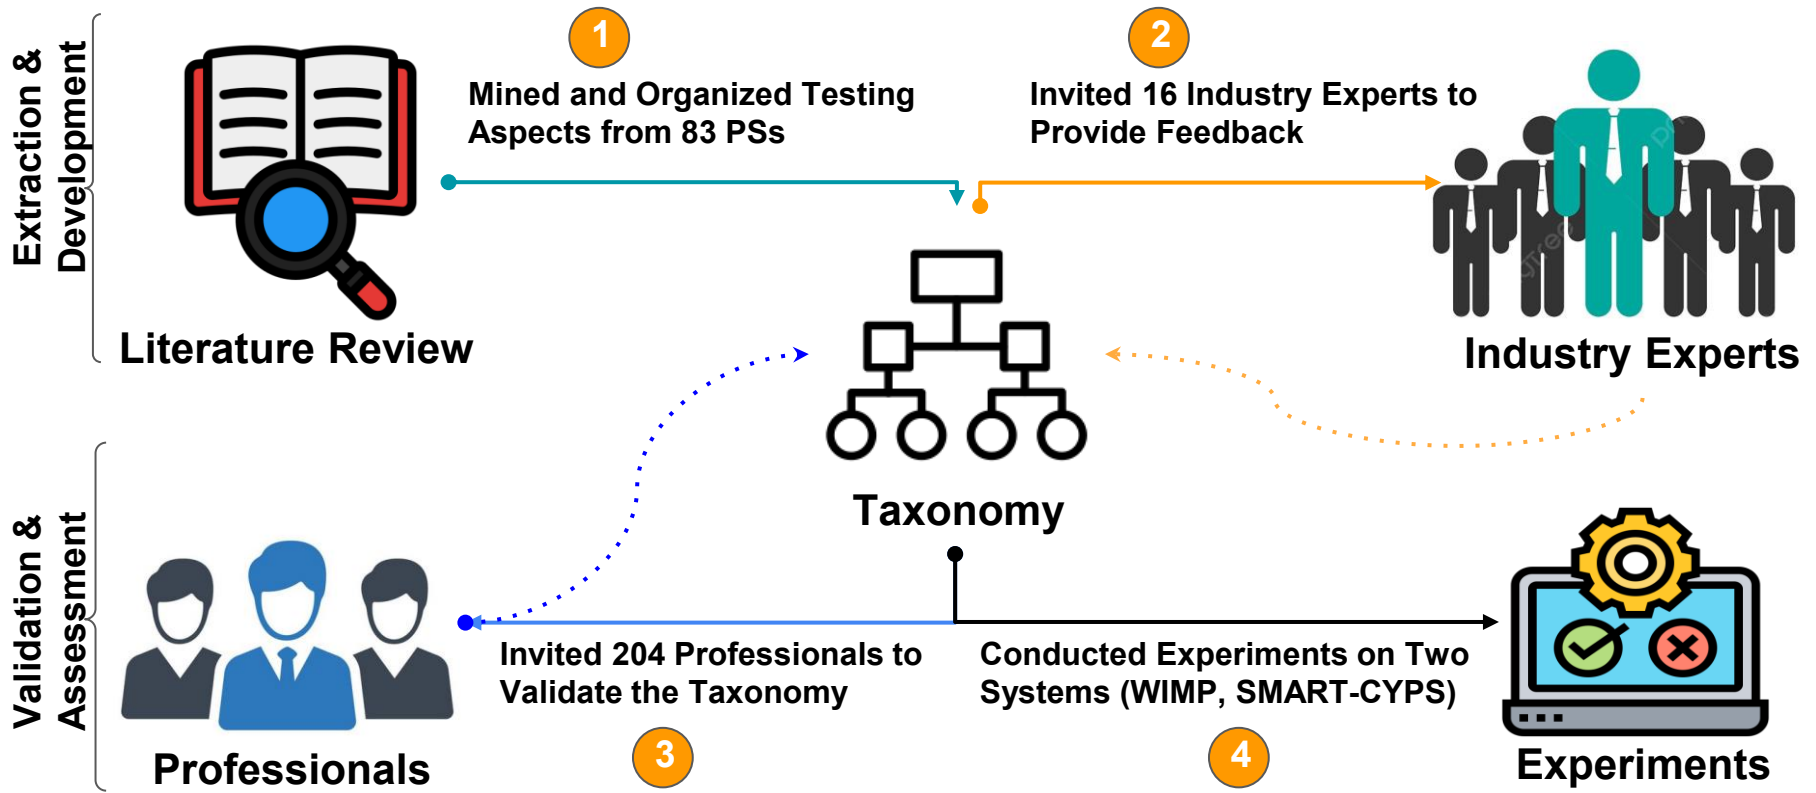 Extraction &
Development
1
Mined and Organized Testing
Aspects from 83 PSs
2
Invited 16 Industry Experts to
Provide Feedback
Literature Review
Industry Experts
Taxonomy
Validation &
Assessment
Invited 204 Professionals to
Validate the Taxonomy
3
Conducted Experiments on Two
Systems (WIMP, SMART-CYPS)
4
Professionals
Experiments